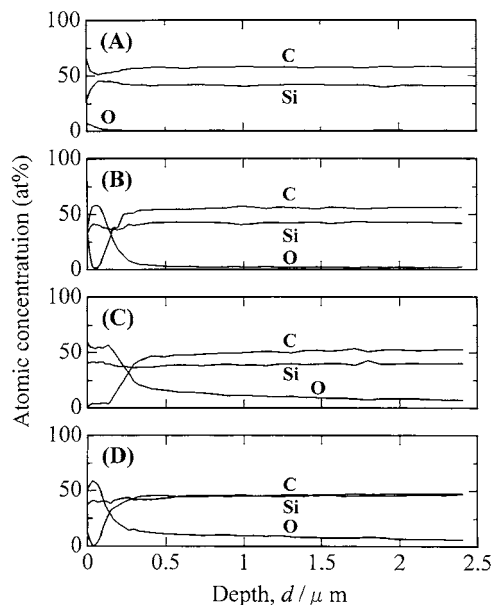 Atomic concentratuion (at%)
100
(A)
C
50
Si
O
0
100
(B)
C
50
Si
O
0
100
(C)
C
50
Si
O
0
100
(D)
C
50
Si
O
0
0 0.5 1 1.5 2 2.5
Depth, d / μ m